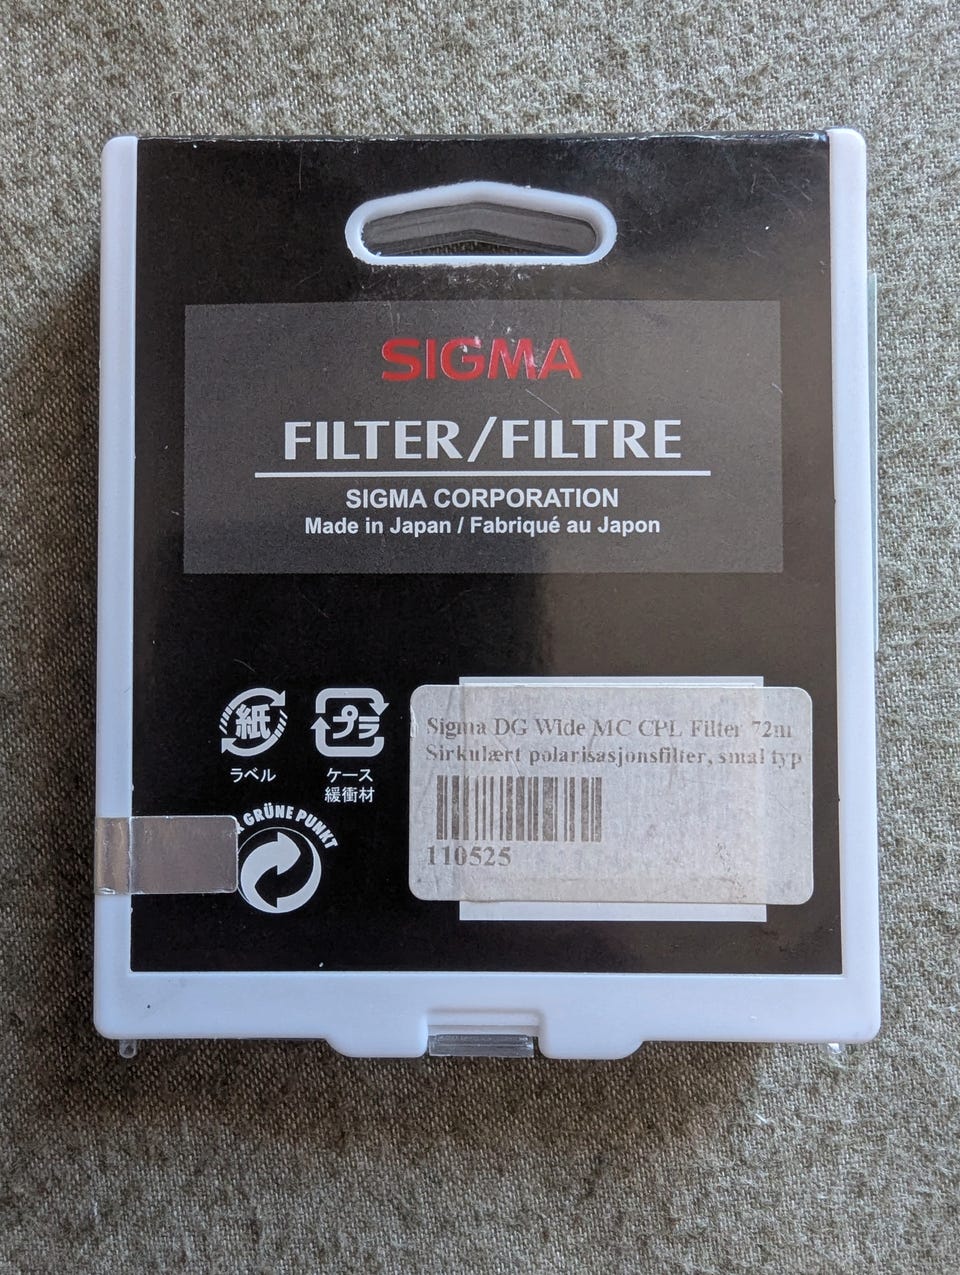 SIGMA
FILTER/FILTRE
SIGMA CORPORATION
Made in Japan / Fabriqué au Japon
紙
ラベル
プラ
ケース
緩衝材
GRÜNE PUNKT
Sigma DG Wide MC CPL Filter 72m
Sirkulært polarisasjonsfilter, smal typ
110525